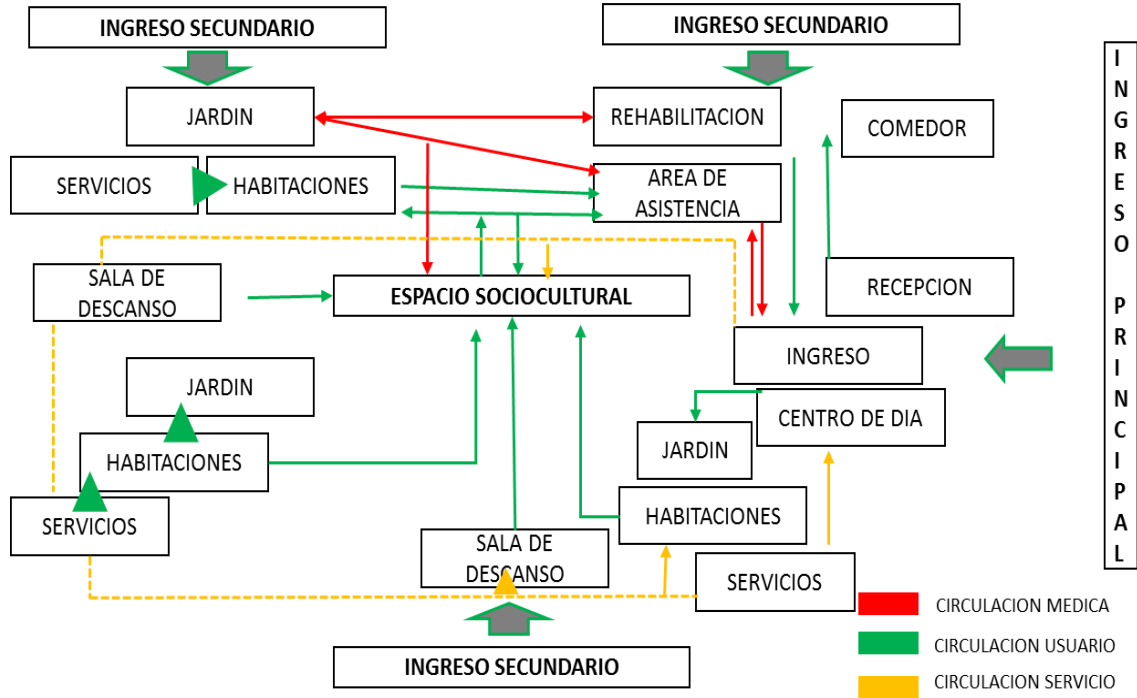 INGRESO SECUNDARIO
INGRESO SECUNDARIO
JARDIN
REHABILITACION
COMEDOR
SERVICIOS
HABITACIONES
AREA DE
ASISTENCIA
SALA DE
DESCANSO
ESPACIO SOCIOCULTURAL
RECEPCION
INGRESO
JARDIN
CENTRO DE DIA
JARDIN
HABITACIONES
HABITACIONES
SERVICIOS
SALA DE
DESCANSO
SERVICIOS
INGRESO SECUNDARIO
INGRESO PRINCIPAL
CIRCULACION MEDICA
CIRCULACION USUARIO
CIRCULACION SERVICIO